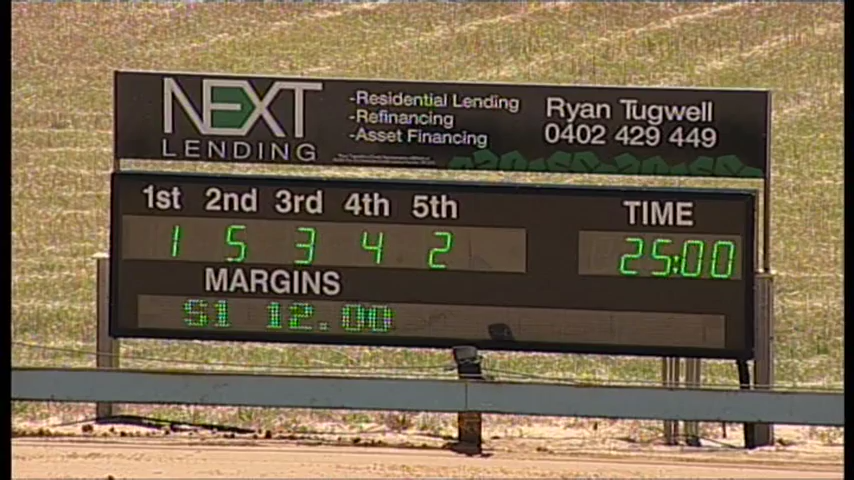 NEXT
LENDING
-Residential Lending
-Refinancing
-Asset Financing
Ryan Tugwell
0402 429 449
1st 2nd 3rd 4th 5th TIME
1 5 3 4 2 25:00
MARGINS
S1 12.00